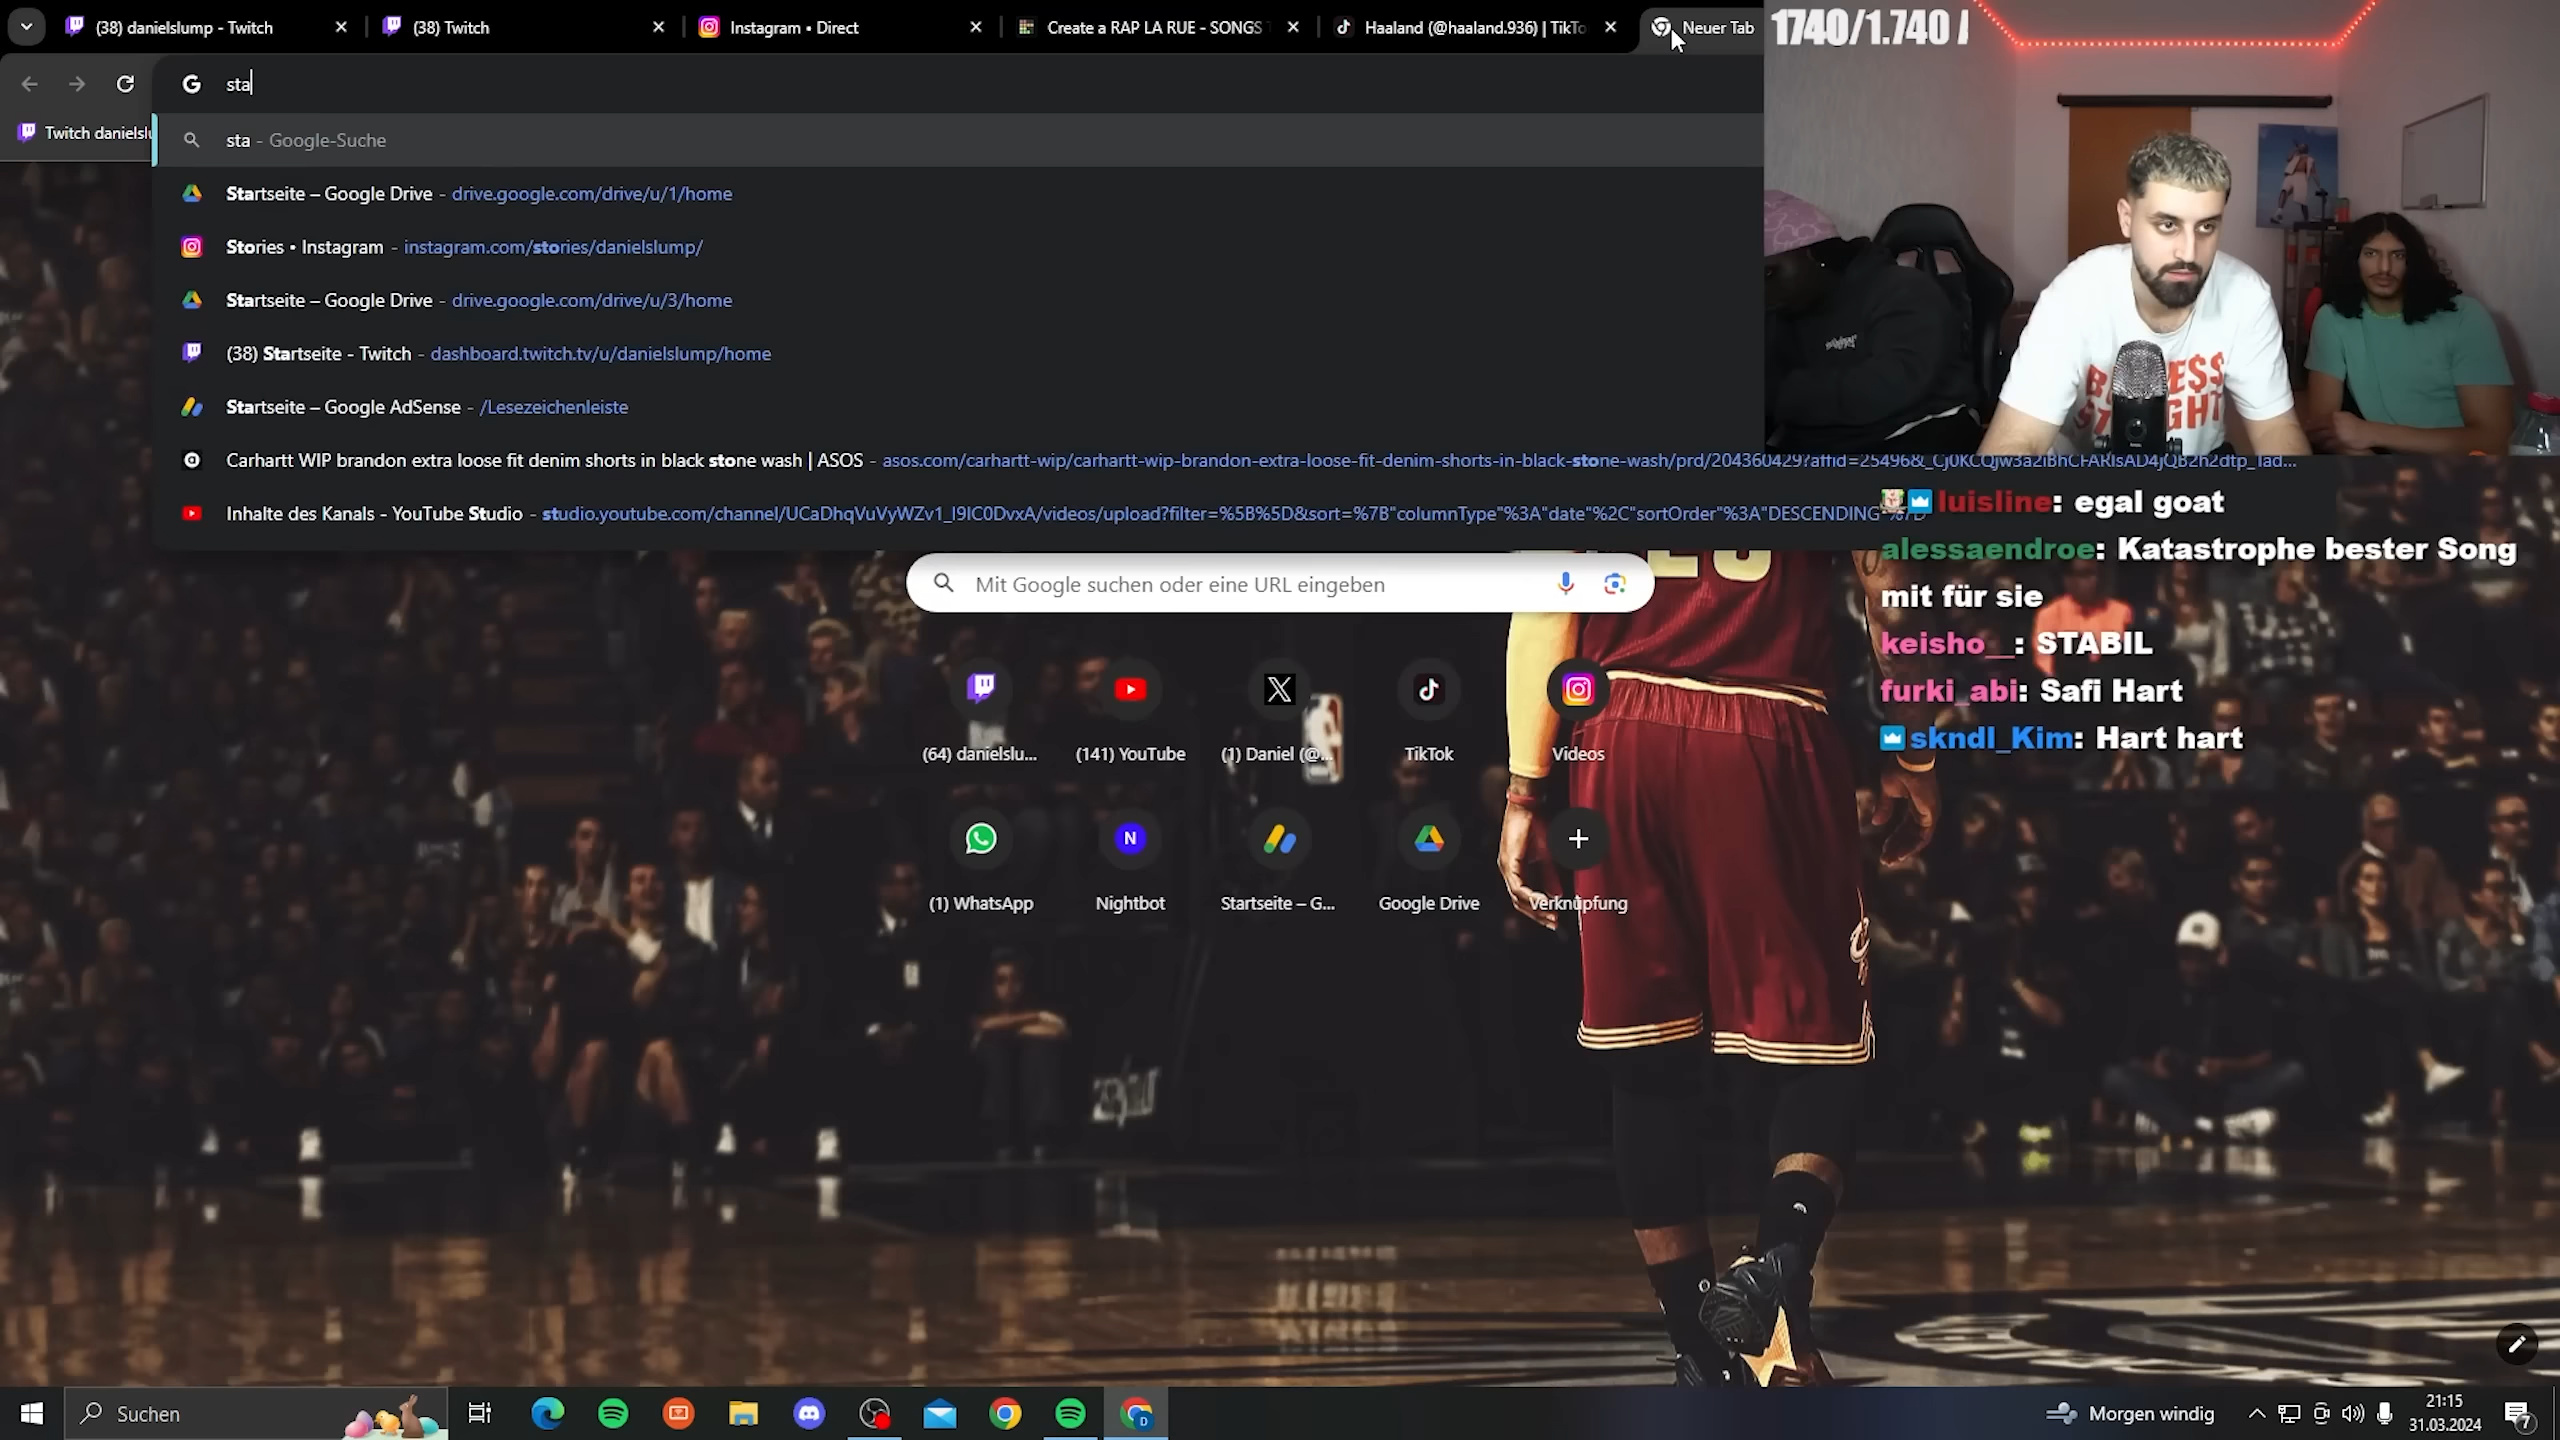 (38) danielslump - Twitch
(38) Twitch
Instagram • Direct
Create a RAP LA RUE - SONGS
Haaland (@haaland.936) | TikTo
Neuer Tab
1740/1.740
sta
Twitch danielslu
sta - Google-Suche
Startseite – Google Drive - drive.google.com/drive/u/1/home
Stories • Instagram - instagram.com/stories/danielslump/
Startseite – Google Drive - drive.google.com/drive/u/3/home
(38) Startseite - Twitch - dashboard.twitch.tv/u/danielslump/home
Startseite – Google AdSense - /Lesezeichenleiste
Carhartt WIP brandon extra loose fit denim shorts in black stone wash | ASOS - asos.com/carhartt-wip/carhartt-wip-brandon-extra-loose-fit-denim-shorts-in-black-stone-wash/prd/204360429?affid=25496&
Inhalte des Kanals - YouTube Studio - studio.youtube.com/channel/UCaDhqVuVyWZv1_I9IC0DvxA/videos/upload?filter=%5B%5D&sort=%7B"columnType"%3A"date"%2C"sortOrder"%3A"DESCENDING"
luisline: egal goat
alessaendroe: Katastrophe bester Song
mit für sie
keisho__: STABIL
furki_abi: Safi Hart
skndl_Kim: Hart hart
Mit Google suchen oder eine URL eingeben
(64) danielslu...
(141) YouTube
(1) Daniel (@...
TikTok
Videos
(1) WhatsApp
N
Nightbot
Startseite – G...
Google Drive
Verknüpfung
Suchen
D
Morgen windig
21:15
31.03.2024
7